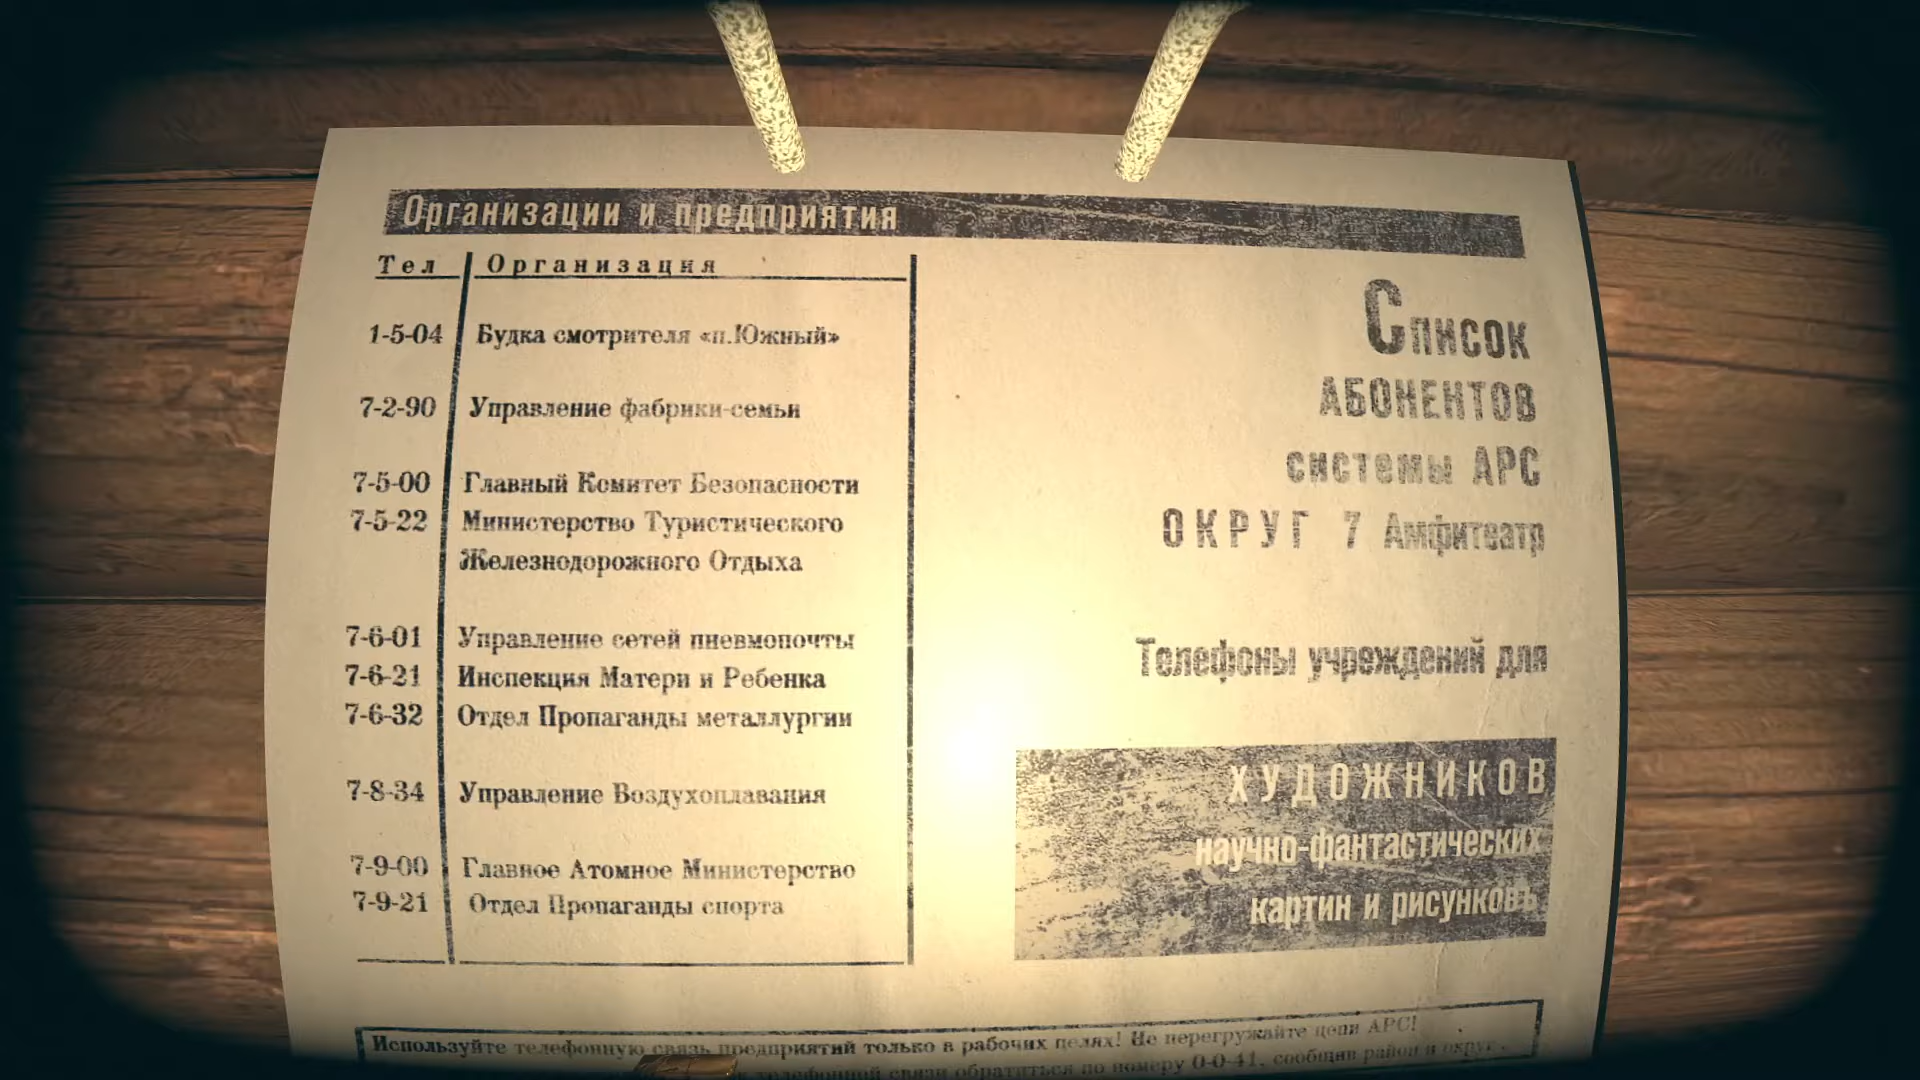 Организации и предприятия
Тел Организация
1-5-04 Будка смотрителя «п.Южный»
7-2-90 Управление фабрики-семьи
7-5-00 Главный Комитет Безопасности
7-5-22 Министерство Туристического
Железнодорожного Отдыха
7-6-01 Управление сетей пневмопочты
7-6-21 Инспекция Матери и Ребенка
7-6-32 Отдел Пропаганды металлургии
7-8-34 Управление Воздухоплавания
7-9-00 Главное Атомное Министерство
7-9-21 Отдел Пропаганды спорта
Список
АБОНЕНТОВ
системы АРС
ОКРУГ 7 Амфитеатр
Телефоны учреждений для
ХУДОЖНИКОВ
научно-фантастических
картин и рисунковъ
Используйте телефонную связь предприятий только в рабочих целях! Не перегружайте цепи АРС!
телефонной связи обратиться по номеру 0-0-41, сообщив район и округ.